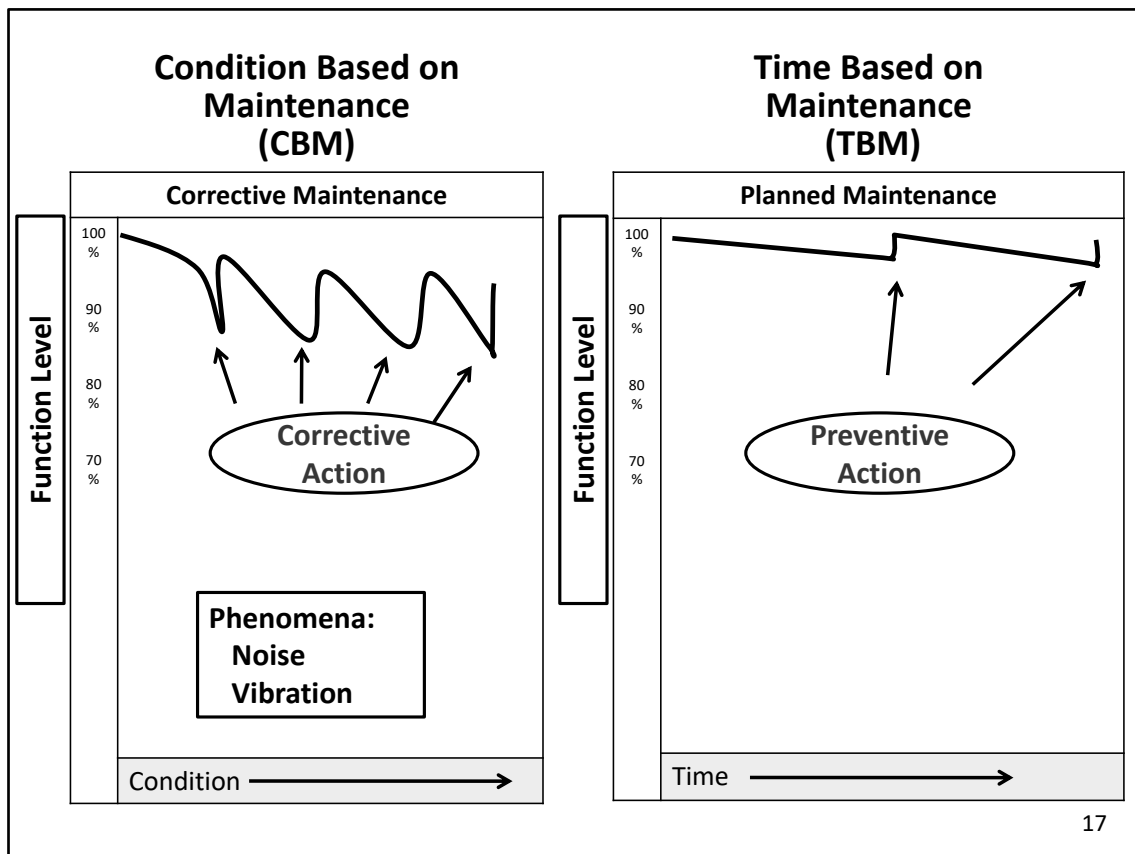 Condition Based on
Maintenance
(CBM)
Corrective Maintenance
Function Level
100
%
90
%
80
%
70
%
Corrective
Action
Phenomena:
Noise
Vibration
Condition
Time Based on
Maintenance
(TBM)
Planned Maintenance
Function Level
100
%
90
%
80
%
70
%
Preventive
Action
Time
17